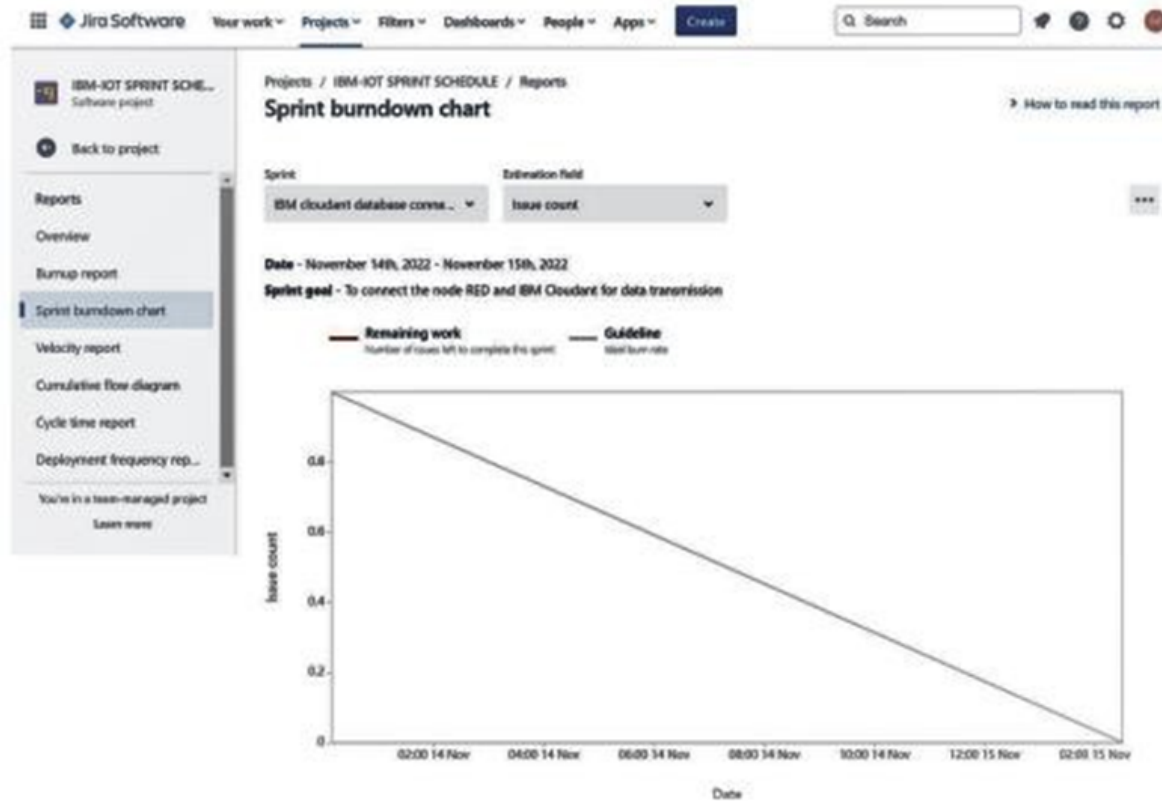 Jira Software Your work Projects Filters Dashboards People Apps Create Search
IBM-IOT SPRINT SCHE...
Software project
Back to project
Reports
Overview
Burnup report
Sprint burndown chart
Velocity report
Cumulative flow diagram
Cycle time report
Deployment frequency rep...
You're in a team-managed project
Learn more
Projects / IBM-IOT SPRINT SCHEDULE / Reports
Sprint burndown chart
How to read this report
Sprint Estimation field
IBM cloudant database conne... Issue count
Date - November 14th, 2022 - November 15th, 2022
Sprint goal - To connect the node RED and IBM Cloudant for data transmission
Remaining work Guideline
Number of issues left to complete this sprint Ideal burn rate
Issue count
0.8
0.6
0.4
0.2
0
02:00 14 Nov 04:00 14 Nov 06:00 14 Nov 08:00 14 Nov 10:00 14 Nov 12:00 15 Nov 02:00 15 Nov
Date